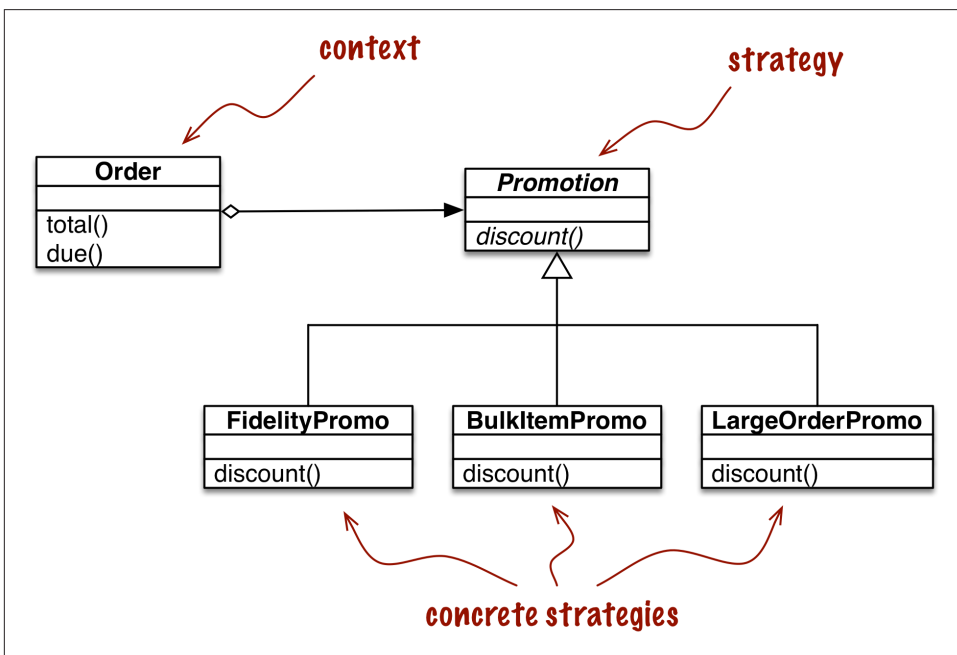 context
strategy
Order
total()
due()
Promotion
discount()
FidelityPromo
discount()
BulkItemPromo
discount()
LargeOrderPromo
discount()
concrete strategies